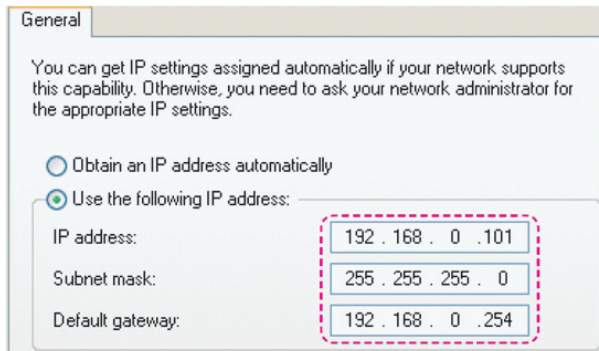 General
You can get IP settings assigned automatically if your network supports
this capability. Otherwise, you need to ask your network administrator for
the appropriate IP settings.
Obtain an IP address automatically
Use the following IP address:
IP address: 192 . 168 . 0 .101
Subnet mask: 255 . 255 . 255 . 0
Default gateway: 192 . 168 . 0 .254